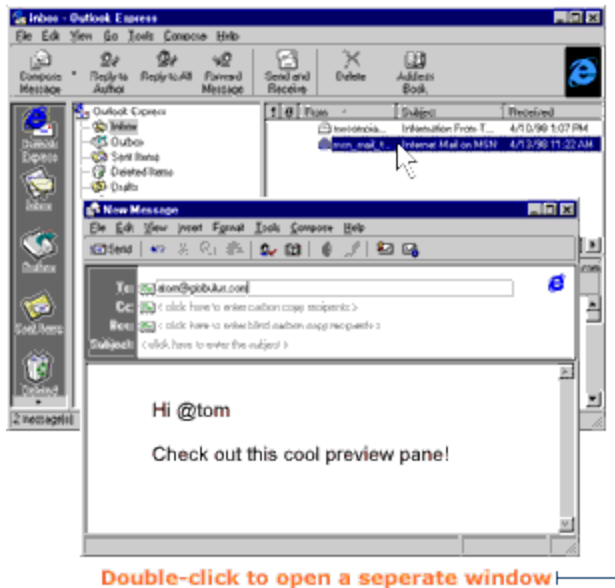 Inbox - Outlook Express
File Edit View Go Tools Compose Help
Compose Message
Reply to Author
Reply to All
Forward Message
Send and Receive
Delete
Address Book
Outlook Express
From
Subject
Received
Outlook Express
Inbox
Information From T...
4/10/98 1:07 PM
Outbox
msn_mail_t...
Internet Mail on MSN
4/13/98 11:22 AM
Sent Items
Deleted Items
Drafts
Inbox
Outbox
Sent Items
Deleted
2 message(s)
New Message
File Edit View Insert Format Tools Compose Help
Send
To: atom@globulus.com
Cc: < click here to enter carbon copy recipients >
Bcc: < click here to enter blind carbon copy recipients >
Subject: < click here to enter the subject >
Hi @tom
Check out this cool preview pane!
Double-click to open a seperate window